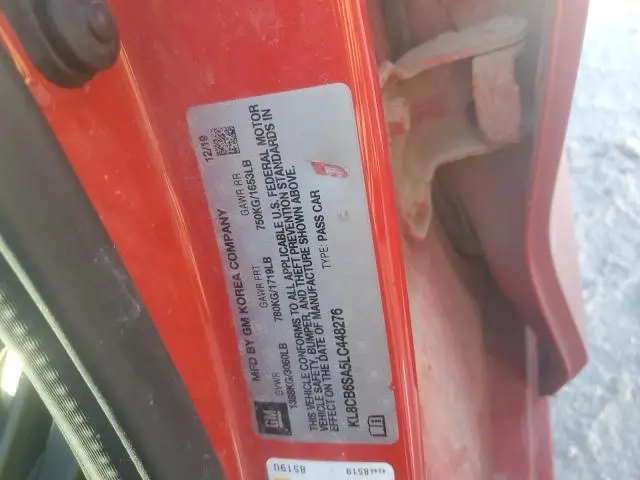 MFD BY GM KOREA COMPANY 12/19
GM
GVWR GAWR FRT GAWR RR
1388KG/3060LB 780KG/1719LB 750KG/1653LB
THIS VEHICLE CONFORMS TO ALL APPLICABLE U.S. FEDERAL MOTOR
VEHICLE SAFETY, BUMPER, AND THEFT PREVENTION STANDARDS IN
EFFECT ON THE DATE OF MANUFACTURE SHOWN ABOVE.
KL8CB6SA5LC448276 TYPE: PASS CAR
8519U
42488519